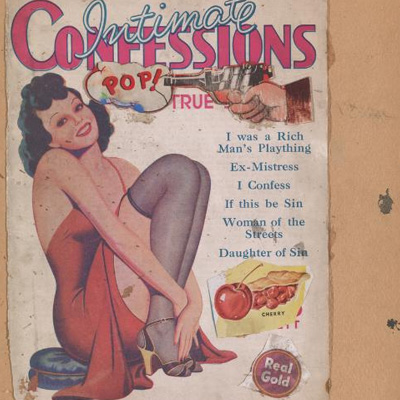 Intimate
CONFESSIONS
POP!
TRUE
I was a Rich
Man's Plaything
Ex-Mistress
I Confess
If this be Sin
Woman of the
Streets
Daughter of Sin
CHERRY
Real
Gold